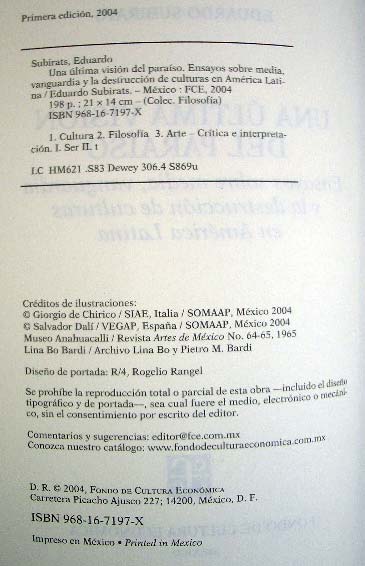 Primera edición, 2004
Subirats, Eduardo
Una última visión del paraíso. Ensayos sobre media,
vanguardia y la destrucción de culturas en América Lati-
na / Eduardo Subirats. – México : FCE, 2004
198 p. ; 21 × 14 cm – (Colec. Filosofía)
ISBN 968-16-7197-X
1. Cultura 2. Filosofía 3. Arte – Crítica e interpreta-
ción. I. Ser II. t
LC HM621 .S83 Dewey 306.4 S869u
Créditos de ilustraciones:
© Giorgio de Chirico / SIAE, Italia / SOMAAP, México 2004
© Salvador Dalí / VEGAP, España / SOMAAP, México 2004
Museo Anahuacalli / Revista Artes de México No. 64-65, 1965
Lina Bo Bardi / Archivo Lina Bo y Pietro M. Bardi
Diseño de portada: R/4, Rogelio Rangel
Se prohíbe la reproducción total o parcial de esta obra —incluido el diseño
tipográfico y de portada—, sea cual fuere el medio, electrónico o mecáni-
co, sin el consentimiento por escrito del editor.
Comentarios y sugerencias: editor@fce.com.mx
Conozca nuestro catálogo: www.fondodeculturaeconomica.com.mx
D. R. © 2004, FONDO DE CULTURA ECONÓMICA
Carretera Picacho Ajusco 227; 14200, México, D. F.
ISBN 968-16-7197-X
Impreso en México • Printed in Mexico